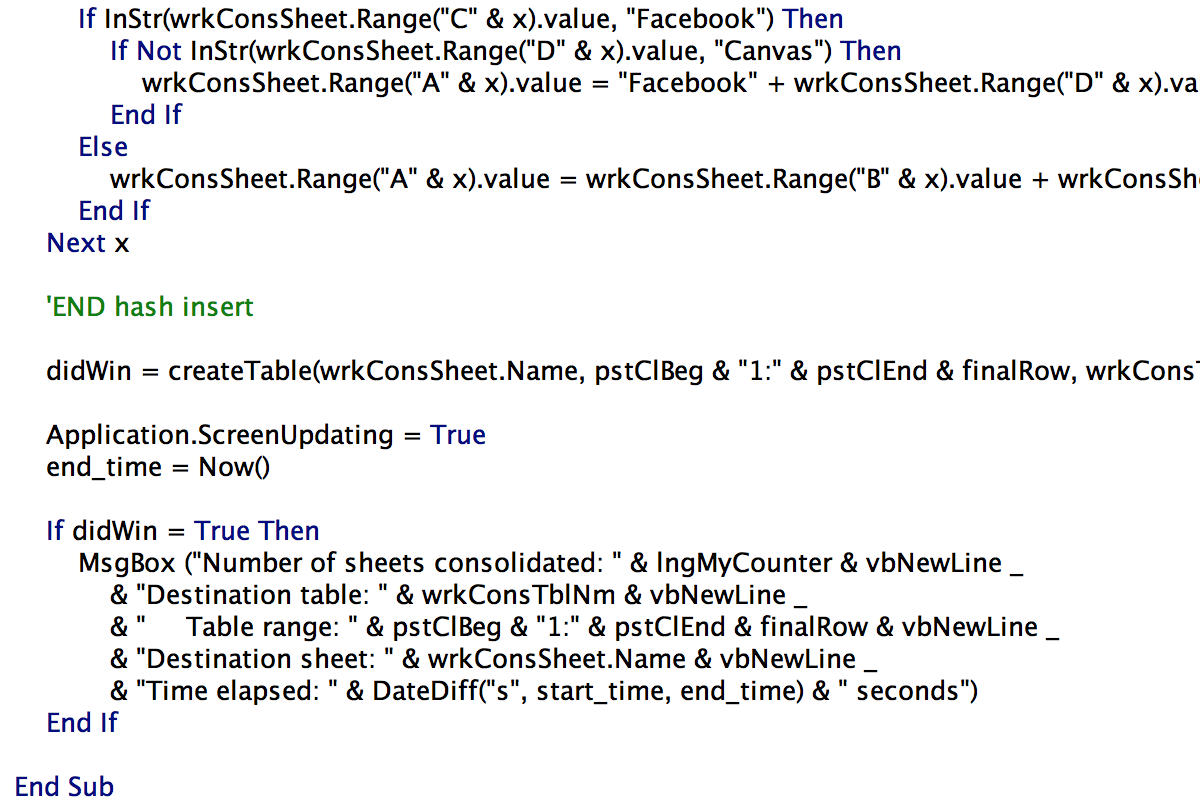 If InStr(wrkConsSheet.Range("C" & x).value, "Facebook") Then
If Not InStr(wrkConsSheet.Range("D" & x).value, "Canvas") Then
wrkConsSheet.Range("A" & x).value = "Facebook" + wrkConsSheet.Range("D" & x).va
End If
Else
wrkConsSheet.Range("A" & x).value = wrkConsSheet.Range("B" & x).value + wrkConsSh
End If
Next x
'END hash insert
didWin = createTable(wrkConsSheet.Name, pstClBeg & "1:" & pstClEnd & finalRow, wrkConsT
Application.ScreenUpdating = True
end_time = Now()
If didWin = True Then
MsgBox ("Number of sheets consolidated: " & lngMyCounter & vbNewLine _
& "Destination table: " & wrkConsTblNm & vbNewLine _
& "     Table range: " & pstClBeg & "1:" & pstClEnd & finalRow & vbNewLine _
& "Destination sheet: " & wrkConsSheet.Name & vbNewLine _
& "Time elapsed: " & DateDiff("s", start_time, end_time) & " seconds")
End If
End Sub